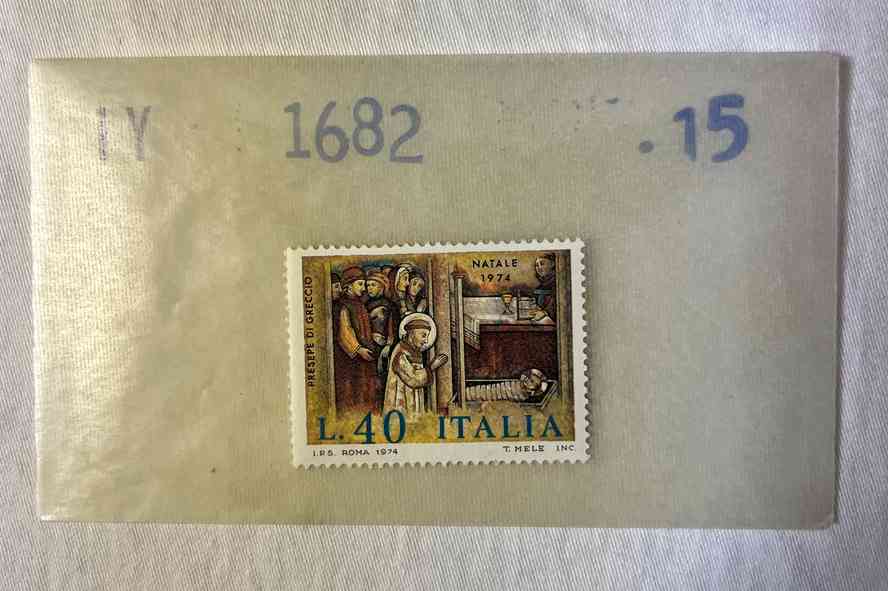 IY 1682 .15
NATALE
1974
PRESEPE DI GRECCIO
L. 40 ITALIA
I.P.S. ROMA 1974 T. MELE INC.